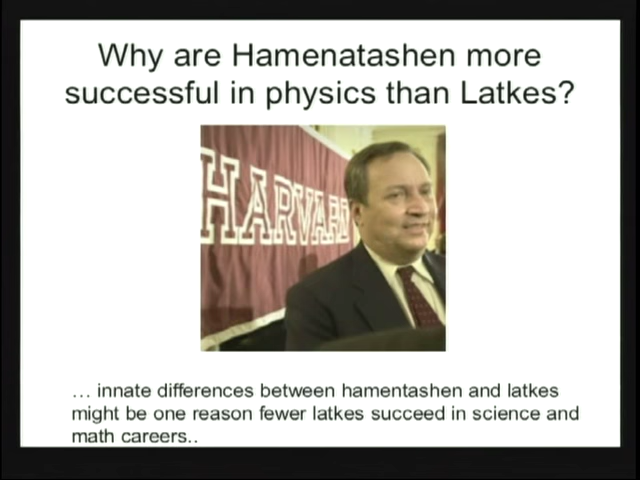 Why are Hamenatashen more
successful in physics than Latkes?
HARVARD
… innate differences between hamentashen and latkes
might be one reason fewer latkes succeed in science and
math careers..